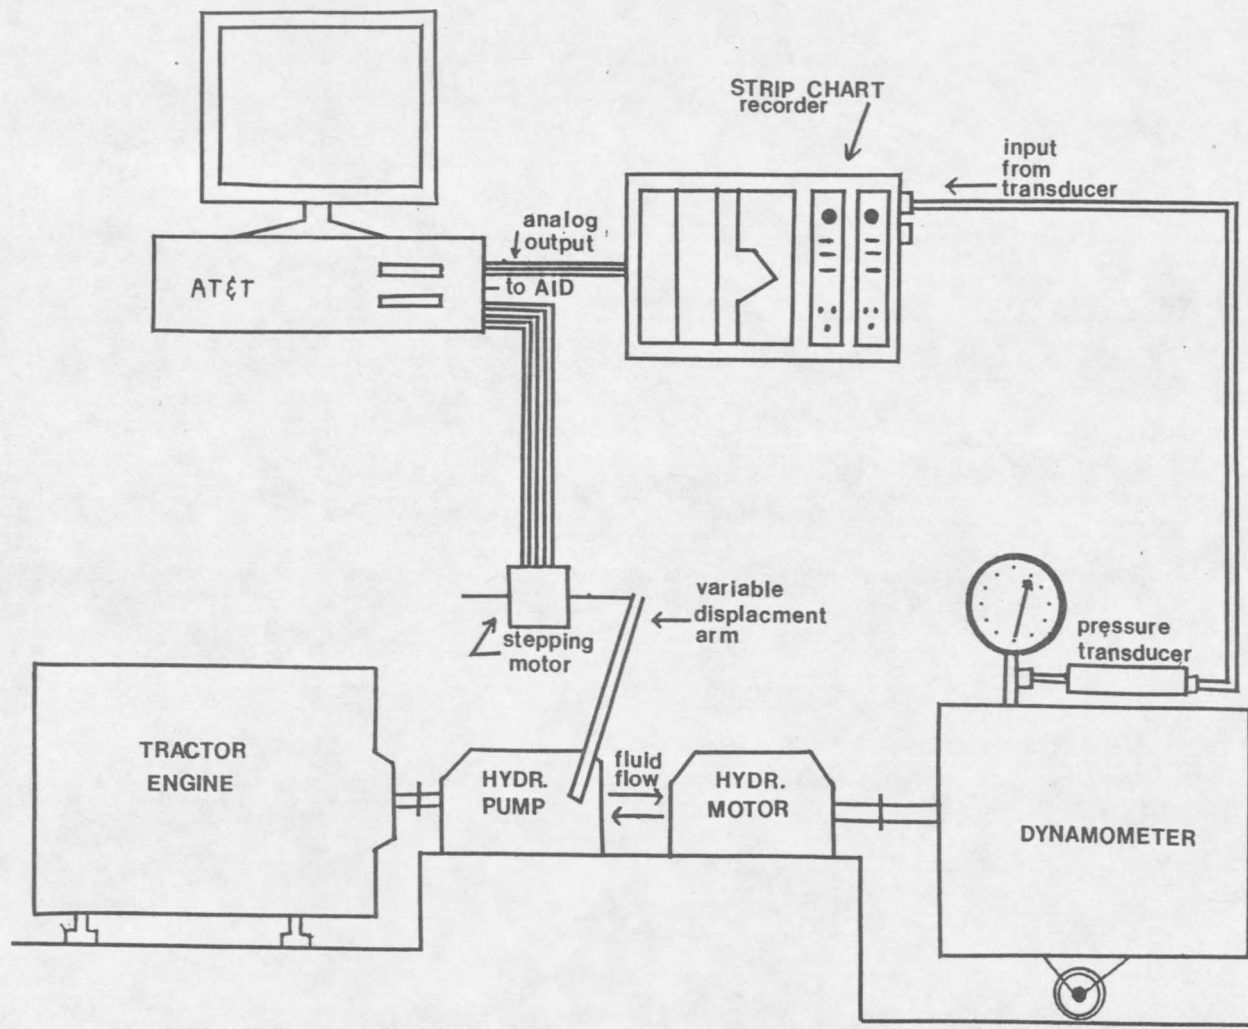 STRIP CHART
recorder
input
from
transducer
analog
output
to AID
AT&T
variable
displacment
arm
stepping
motor
pressure
transducer
TRACTOR
ENGINE
HYDR.
PUMP
fluid
flow
HYDR.
MOTOR
DYNAMOMETER